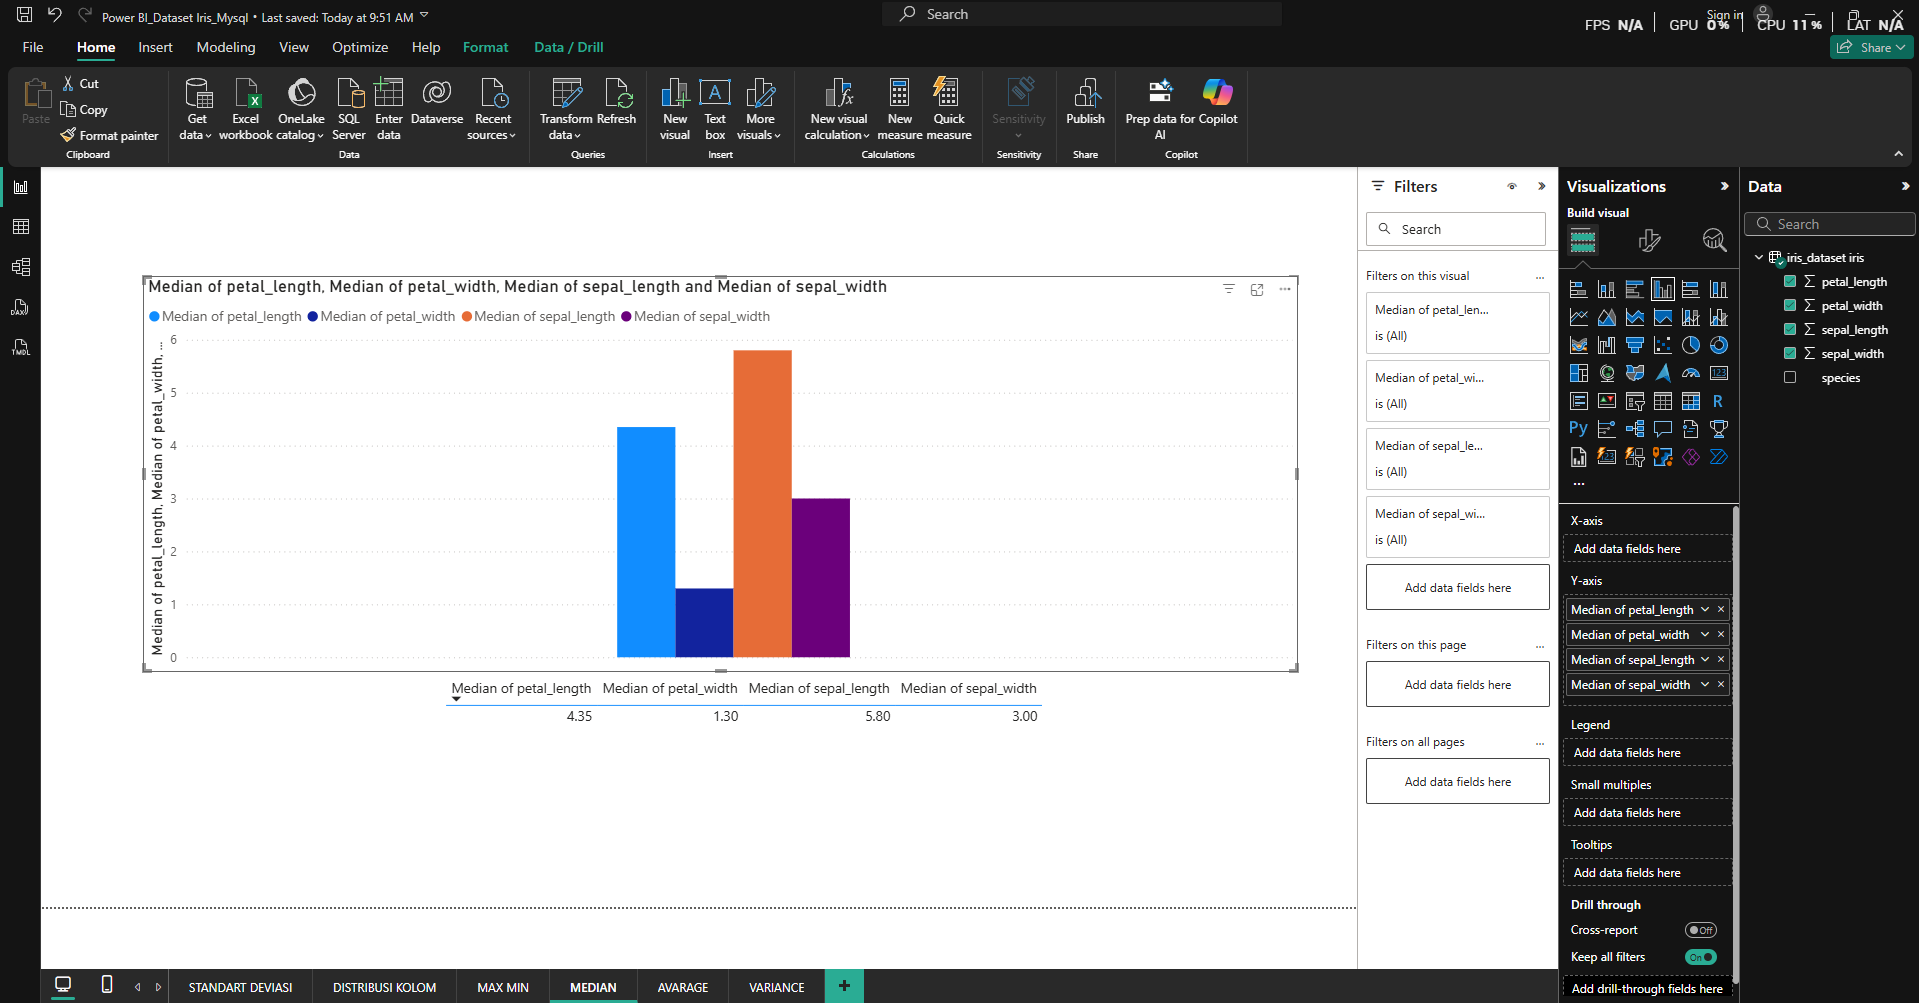 Power BI_Dataset Iris_Mysql • Last saved: Today at 9:51 AM
Search
Sign in
FPS N/A GPU 0% CPU 11% LAT N/A
File Home Insert Modeling View Optimize Help Format Data / Drill
Share
Paste
Cut
Copy
Format painter
Clipboard
Get data
Excel workbook
OneLake catalog
SQL Server
Enter data
Dataverse
Recent sources
Data
Transform data
Refresh
Queries
New visual
Text box
More visuals
Insert
New visual calculation
New measure
Quick measure
Calculations
Sensitivity
Sensitivity
Publish
Share
Prep data for AI
Copilot
Copilot
DAX
TMDL
Median of petal_length, Median of petal_width, Median of sepal_length and Median of sepal_width
Median of petal_length Median of petal_width Median of sepal_length Median of sepal_width
Median of petal_length, Median of petal_width, ...
6
5
4
3
2
1
0
Median of petal_length Median of petal_width Median of sepal_length Median of sepal_width
4.35 1.30 5.80 3.00
Filters
Search
Filters on this visual
...
Median of petal_len...
is (All)
Median of petal_wi...
is (All)
Median of sepal_le...
is (All)
Median of sepal_wi...
is (All)
Add data fields here
Filters on this page
...
Add data fields here
Filters on all pages
...
Add data fields here
Visualizations
Build visual
123
R
Py
123
...
X-axis
Add data fields here
Y-axis
Median of petal_length
Median of petal_width
Median of sepal_length
Median of sepal_width
Legend
Add data fields here
Small multiples
Add data fields here
Tooltips
Add data fields here
Drill through
Cross-report
Off
Keep all filters
On
Add drill-through fields here
Data
Search
iris_dataset iris
petal_length
petal_width
sepal_length
sepal_width
species
STANDART DEVIASI DISTRIBUSI KOLOM MAX MIN MEDIAN AVARAGE VARIANCE +